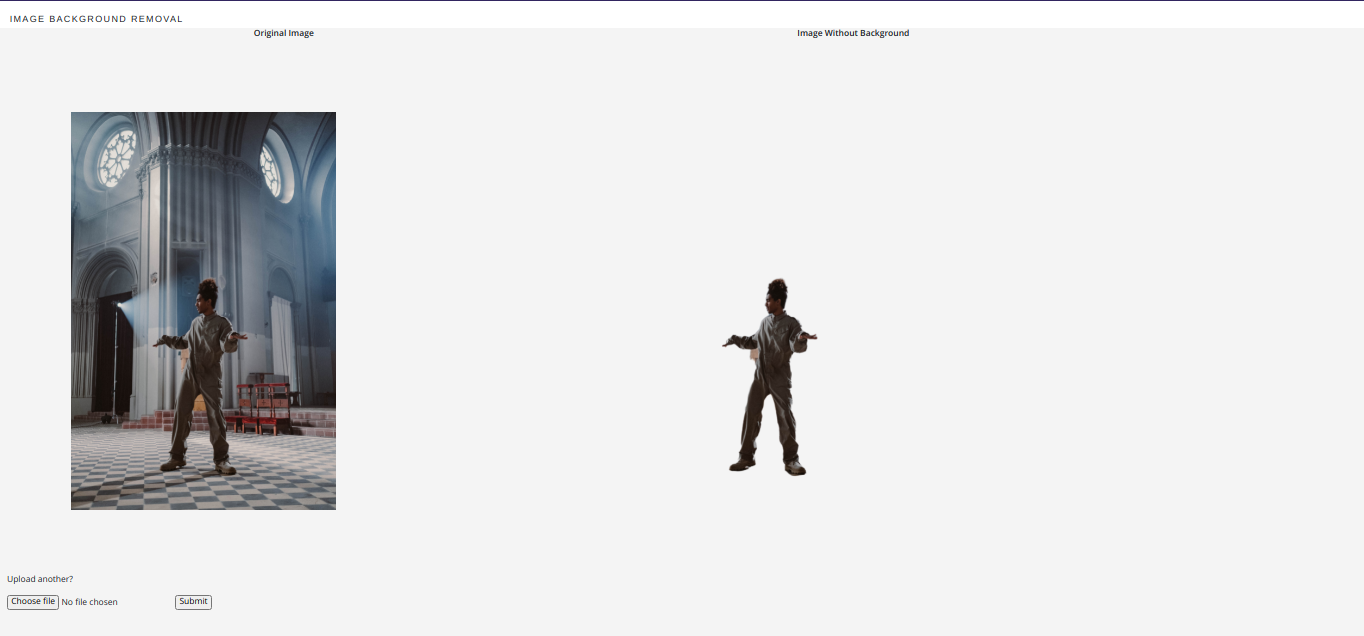 IMAGE BACKGROUND REMOVAL
Original Image
Image Without Background
Upload another?
Choose file No file chosen
Submit